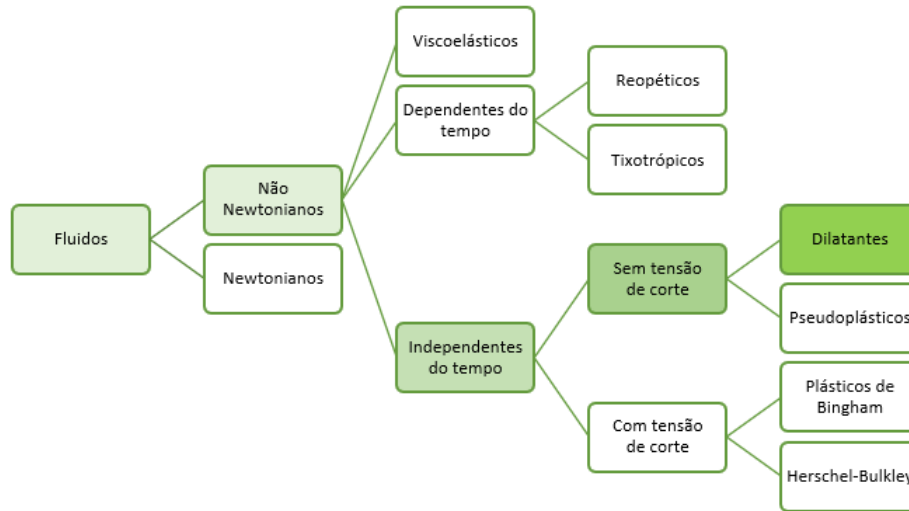 Viscoelásticos
Dependentes do
tempo
Reopéticos
Tixotrópicos
Não
Newtonianos
Fluidos
Newtonianos
Independentes
do tempo
Sem tensão
de corte
Dilatantes
Pseudoplásticos
Com tensão
de corte
Plásticos de
Bingham
Herschel-Bulkley